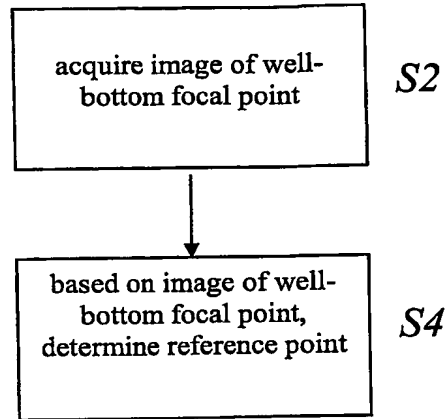 acquire image of well-
bottom focal point
S2
based on image of well-
bottom focal point,
determine reference point
S4